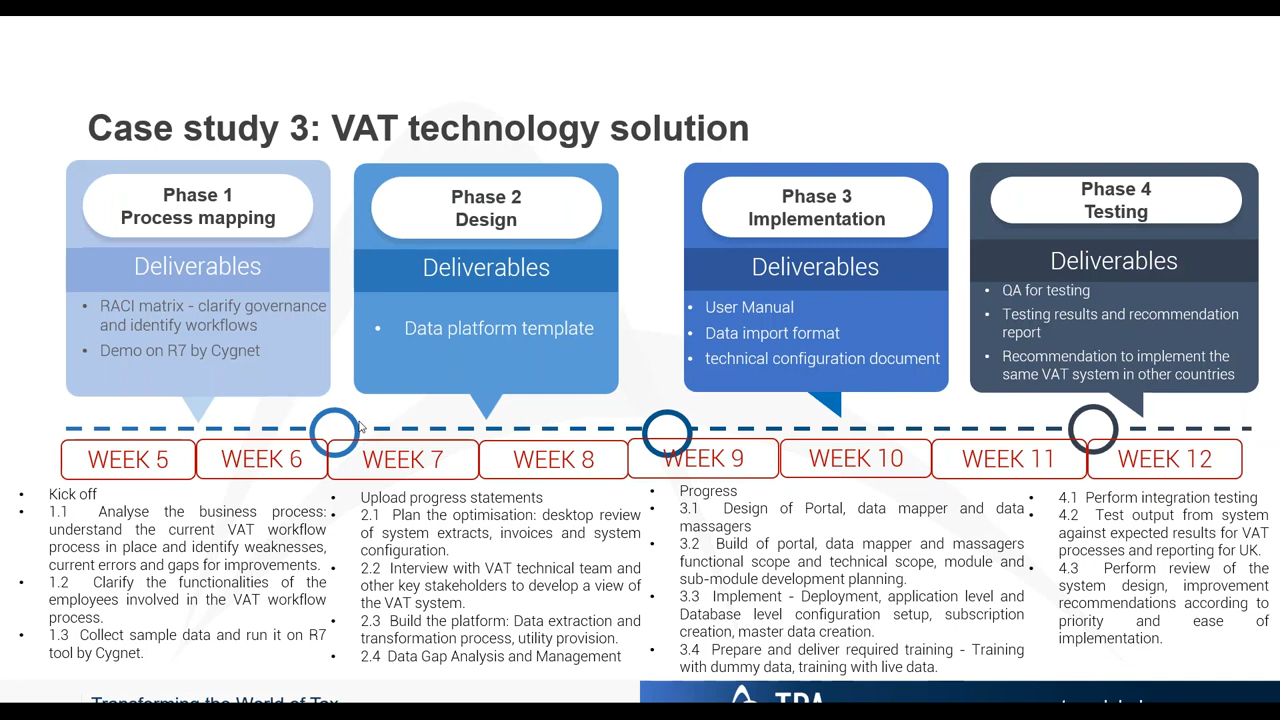 Case study 3: VAT technology solution
Phase 1
Process mapping
Deliverables
• RACI matrix - clarify governance
and identify workflows
• Demo on R7 by Cygnet
Phase 2
Design
Deliverables
• Data platform template
Phase 3
Implementation
Deliverables
• User Manual
• Data import format
• technical configuration document
Phase 4
Testing
Deliverables
• QA for testing
• Testing results and recommendation
report
• Recommendation to implement the
same VAT system in other countries
WEEK 5
WEEK 6
WEEK 7
WEEK 8
WEEK 9
WEEK 10
WEEK 11
WEEK 12
• Kick off
• 1.1 Analyse the business process:
understand the current VAT workflow
process in place and identify weaknesses,
current errors and gaps for improvements.
• 1.2 Clarify the functionalities of the
employees involved in the VAT workflow
process.
• 1.3 Collect sample data and run it on R7
tool by Cygnet.
• Upload progress statements
• 2.1 Plan the optimisation: desktop review
of system extracts, invoices and system
configuration.
• 2.2 Interview with VAT technical team and
other key stakeholders to develop a view of
the VAT system.
• 2.3 Build the platform: Data extraction and
transformation process, utility provision.
• 2.4 Data Gap Analysis and Management
• Progress
• 3.1 Design of Portal, data mapper and data
massagers
• 3.2 Build of portal, data mapper and massagers
functional scope and technical scope, module and
sub-module development planning.
• 3.3 Implement - Deployment, application level and
Database level configuration setup, subscription
creation, master data creation.
• 3.4 Prepare and deliver required training - Training
with dummy data, training with live data.
• 4.1 Perform integration testing
• 4.2 Test output from system
against expected results for VAT
processes and reporting for UK.
• 4.3 Perform review of the
system design, improvement
recommendations according to
priority and ease of
implementation.
Transforming the World of Tax
TPA